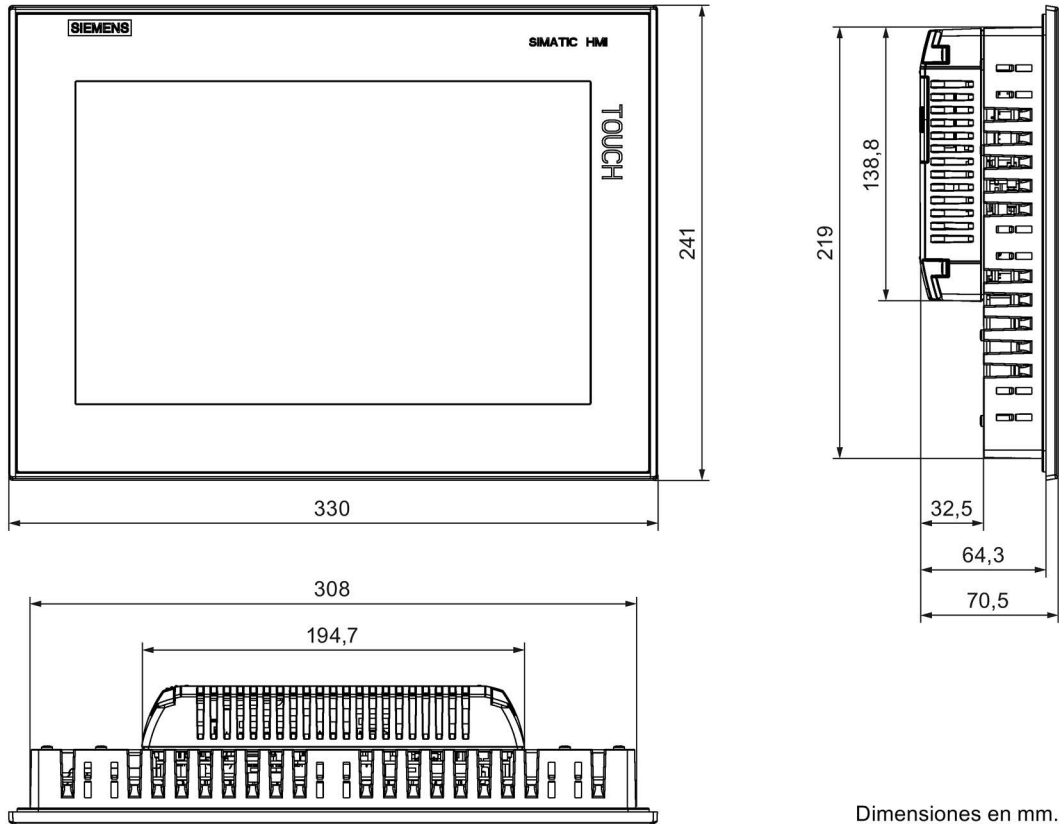 SIEMENS
SIMATIC HMI
TOUCH
241
330
219
138,8
32,5
64,3
70,5
308
194,7
Dimensiones en mm.